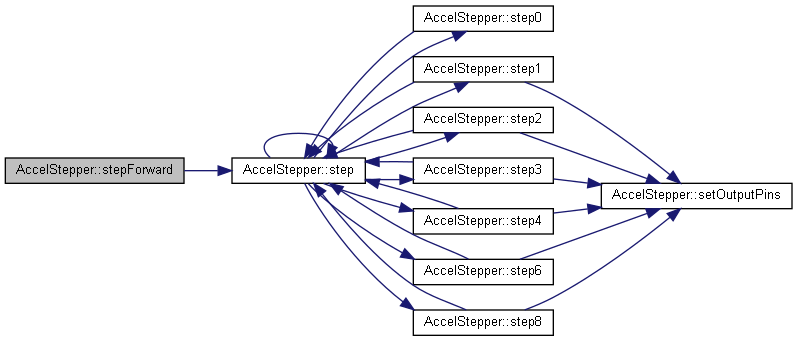 AccelStepper::stepForward
AccelStepper::step
AccelStepper::step0
AccelStepper::step1
AccelStepper::step2
AccelStepper::step3
AccelStepper::step4
AccelStepper::step6
AccelStepper::step8
AccelStepper::setOutputPins